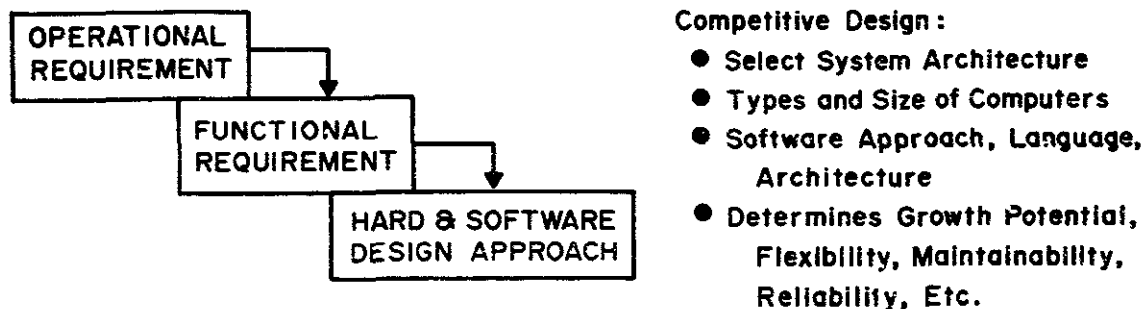 OPERATIONAL
REQUIREMENT
FUNCTIONAL
REQUIREMENT
HARD & SOFTWARE
DESIGN APPROACH
Competitive Design:
● Select System Architecture
● Types and Size of Computers
● Software Approach, Language,
Architecture
● Determines Growth Potential,
Flexibility, Maintainability,
Reliability, Etc.